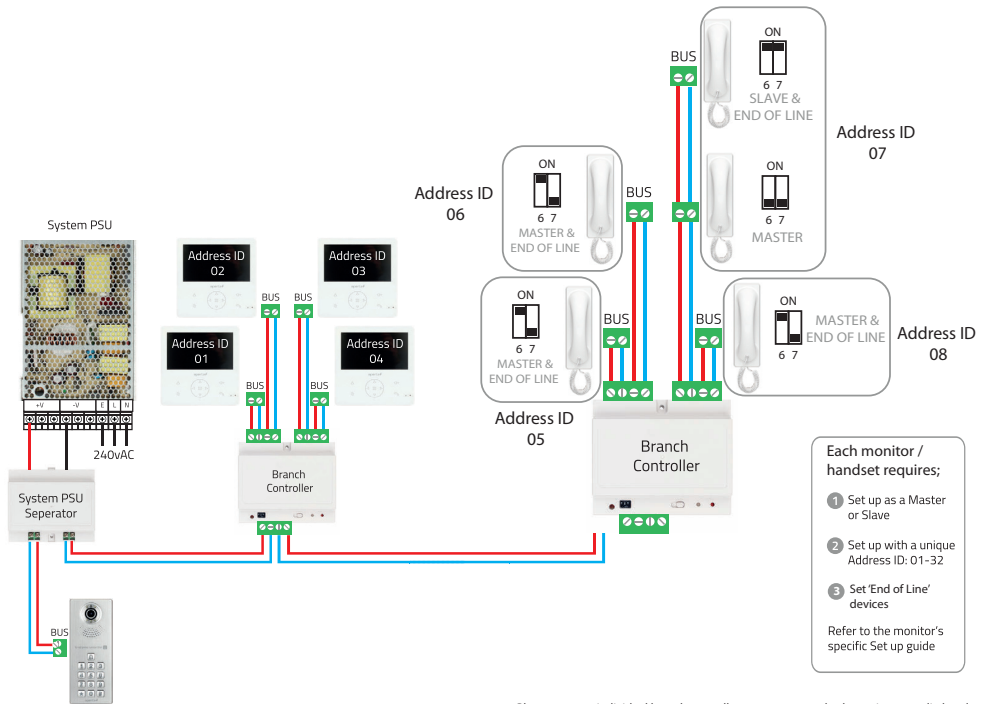 System PSU
+V
-V
E
L
N
240vAC
System PSU
Seperator
BUS
Address ID
02
Address ID
03
BUS
BUS
Address ID
01
Address ID
04
BUS
BUS
Branch
Controller
Address ID
06
ON
6 7
MASTER &
END OF LINE
BUS
ON
6 7
MASTER &
END OF LINE
BUS
Address ID
05
BUS
ON
6 7
SLAVE &
END OF LINE
Address ID
07
ON
6 7
MASTER
BUS
ON
6 7
MASTER &
END OF LINE
Address ID
08
Branch
Controller
Each monitor /
handset requires;
1 Set up as a Master
or Slave
2 Set up with a unique
Address ID: 01-32
3 Set 'End of Line'
devices
Refer to the monitor's
specific Set up guide